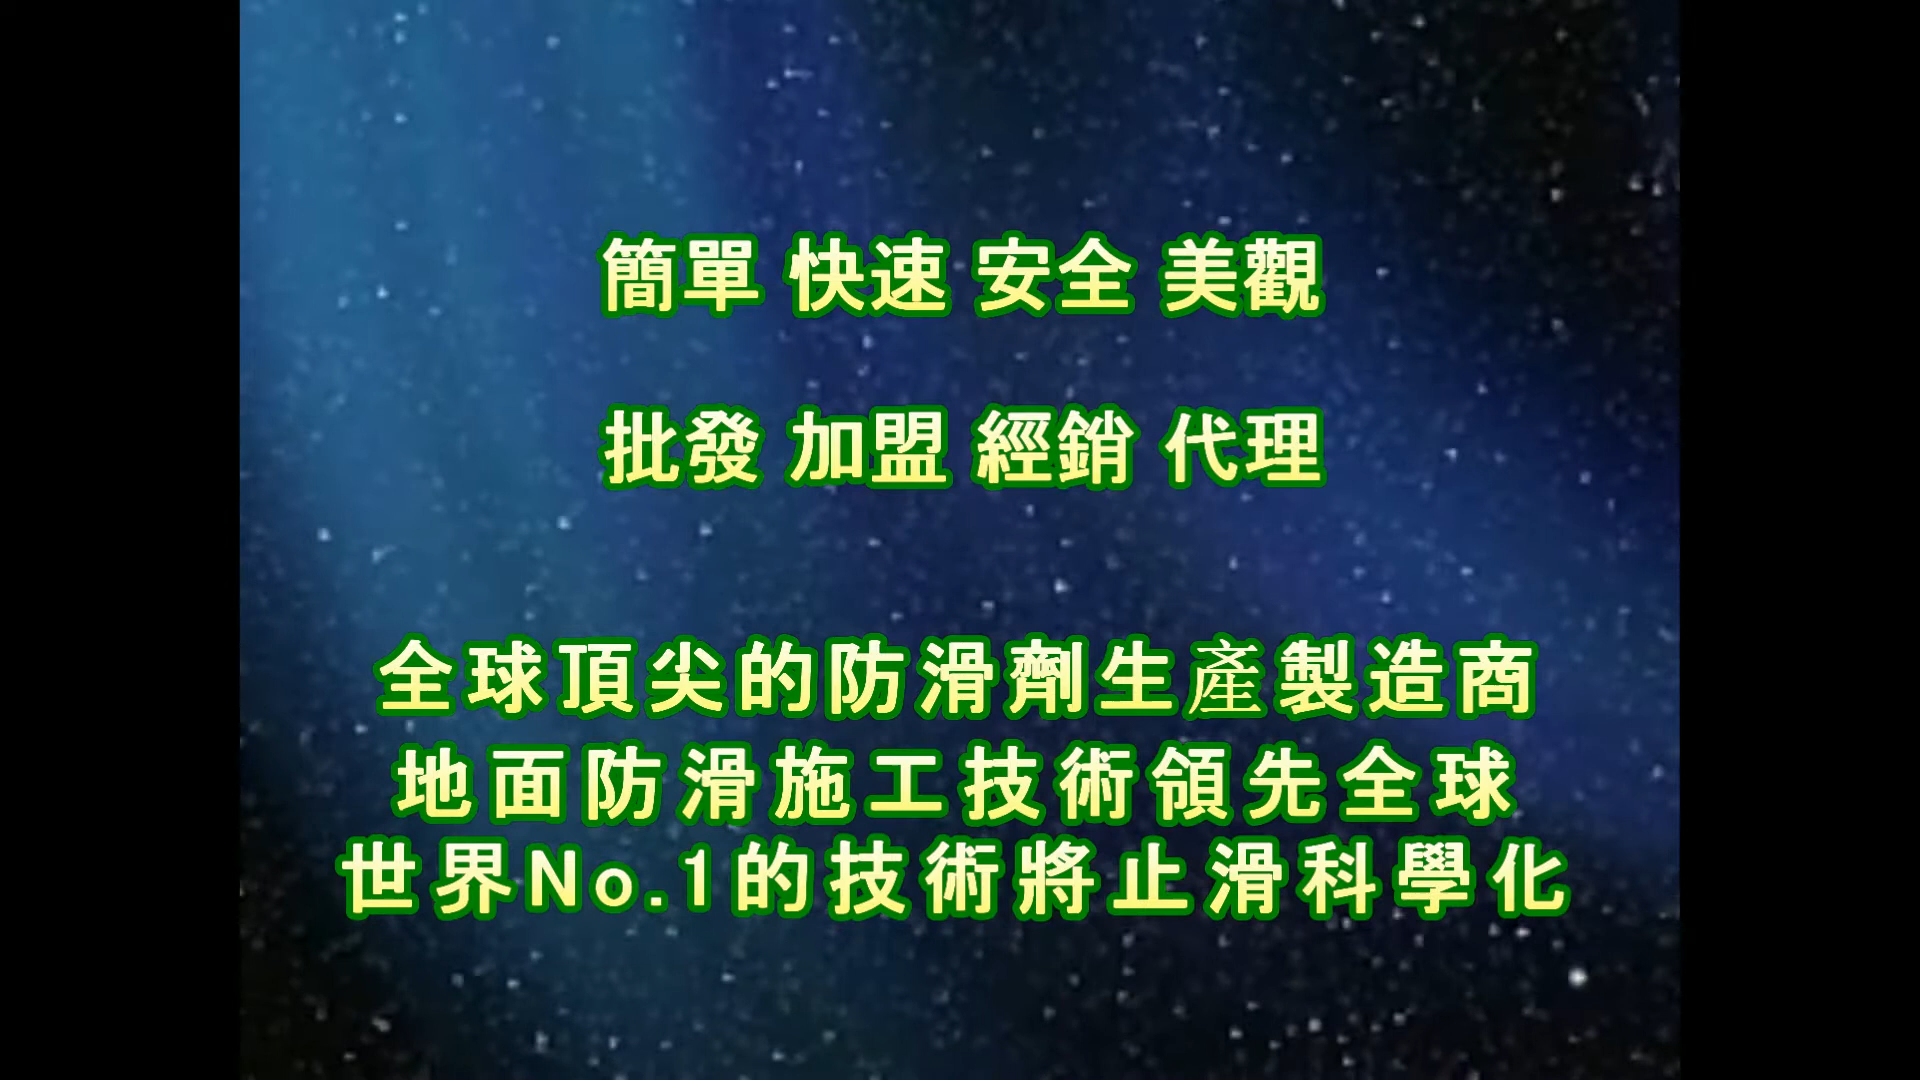 簡單 快速 安全 美觀
批發 加盟 經銷 代理
全球頂尖的防滑劑生產製造商
地面防滑施工技術領先全球
世界No.1的技術將止滑科學化